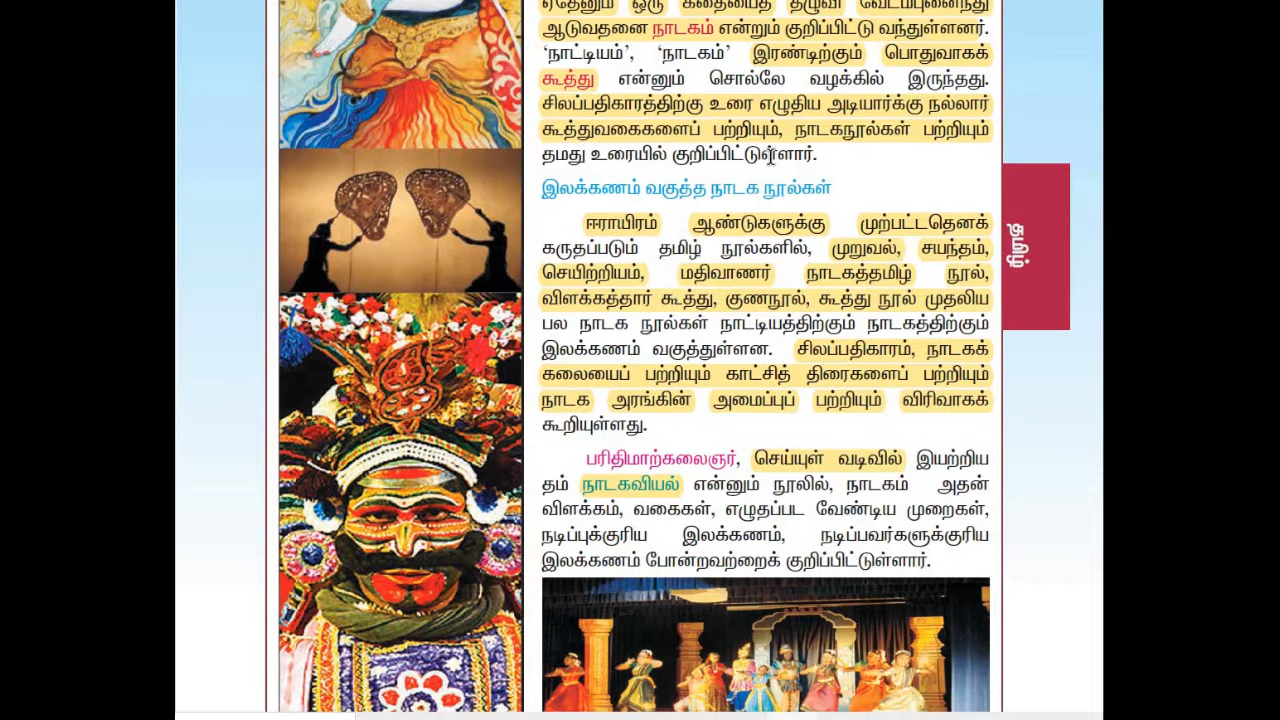 ஏதேனும் ஒரு கதையைத் தழுவி வேடம்புனைந்து
ஆடுவதனை நாடகம் என்றும் குறிப்பிட்டு வந்துள்ளனர்.
‘நாட்டியம்’, ‘நாடகம்’ இரண்டிற்கும் பொதுவாகக்
கூத்து என்னும் சொல்லே வழக்கில் இருந்தது.
சிலப்பதிகாரத்திற்கு உரை எழுதிய அடியார்க்கு நல்லார்
கூத்துவகைகளைப் பற்றியும், நாடகநூல்கள் பற்றியும்
தமது உரையில் குறிப்பிட்டுள்ளார்.
இலக்கணம் வகுத்த நாடக நூல்கள்
ஈராயிரம் ஆண்டுகளுக்கு முற்பட்டதெனக்
கருதப்படும் தமிழ் நூல்களில், முறுவல், சயந்தம்,
செயிற்றியம், மதிவாணர் நாடகத்தமிழ் நூல்,
விளக்கத்தார் கூத்து, குணநூல், கூத்து நூல் முதலிய
பல நாடக நூல்கள் நாட்டியத்திற்கும் நாடகத்திற்கும்
இலக்கணம் வகுத்துள்ளன. சிலப்பதிகாரம், நாடகக்
கலையைப் பற்றியும் காட்சித் திரைகளைப் பற்றியும்
நாடக அரங்கின் அமைப்புப் பற்றியும் விரிவாகக்
கூறியுள்ளது.
பரிதிமாற்கலைஞர், செய்யுள் வடிவில் இயற்றிய
தம் நாடகவியல் என்னும் நூலில், நாடகம் அதன்
விளக்கம், வகைகள், எழுதப்பட வேண்டிய முறைகள்,
நடிப்புக்குரிய இலக்கணம், நடிப்பவர்களுக்குரிய
இலக்கணம் போன்றவற்றைக் குறிப்பிட்டுள்ளார்.
தமிழ்